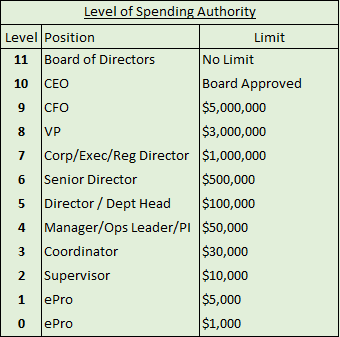 Level of Spending Authority
Level Position Limit
11 Board of Directors No Limit
10 CEO Board Approved
9 CFO $5,000,000
8 VP $3,000,000
7 Corp/Exec/Reg Director $1,000,000
6 Senior Director $500,000
5 Director / Dept Head $100,000
4 Manager/Ops Leader/PI $50,000
3 Coordinator $30,000
2 Supervisor $10,000
1 ePro $5,000
0 ePro $1,000